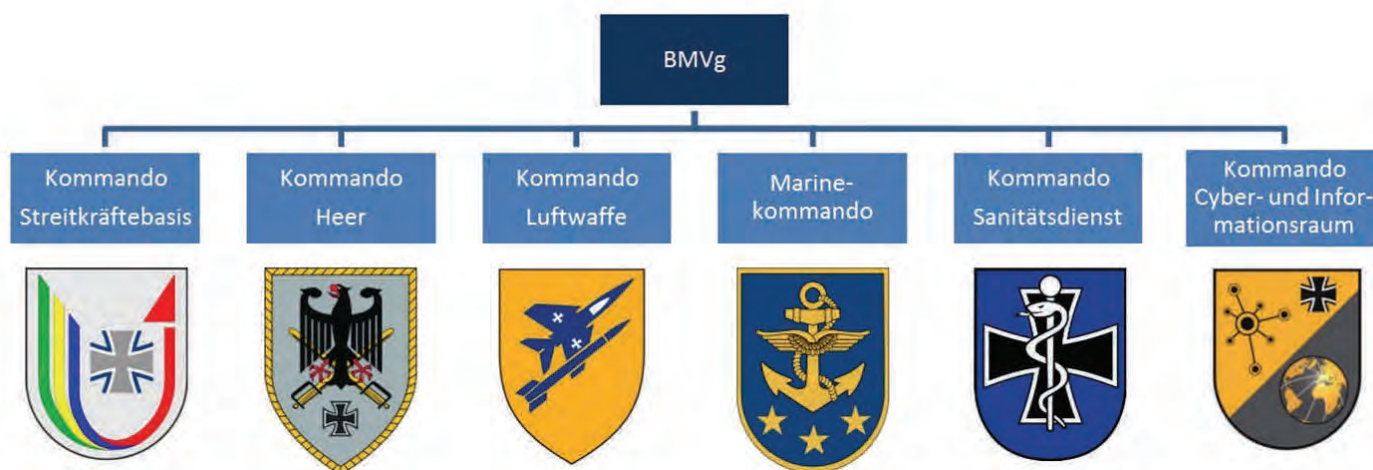 BMVg
Kommando
Streitkräftebasis
Kommando
Heer
Kommando
Luftwaffe
Marine-
kommando
Kommando
Sanitätsdienst
Kommando
Cyber- und Infor-
mationsraum